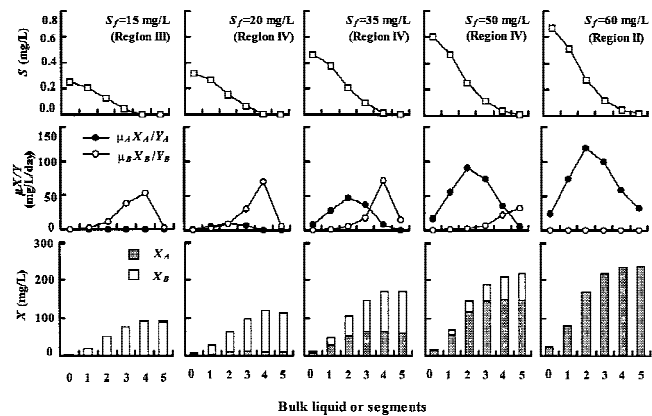 S_f=15 mg/L
(Region III)
S_f=20 mg/L
(Region IV)
S_f=35 mg/L
(Region IV)
S_f=50 mg/L
(Region IV)
S_f=60 mg/L
(Region II)
S (mg/L)
0.8
0.6
0.4
0.2
0.0
μX/Y
(mg/L/day)
150
100
50
0
μ_A X_A/Y_A
μ_B X_B/Y_B
X (mg/L)
300
200
100
0
X_A
X_B
0 1 2 3 4 5 0 1 2 3 4 5 0 1 2 3 4 5 0 1 2 3 4 5 0 1 2 3 4 5
Bulk liquid or segments